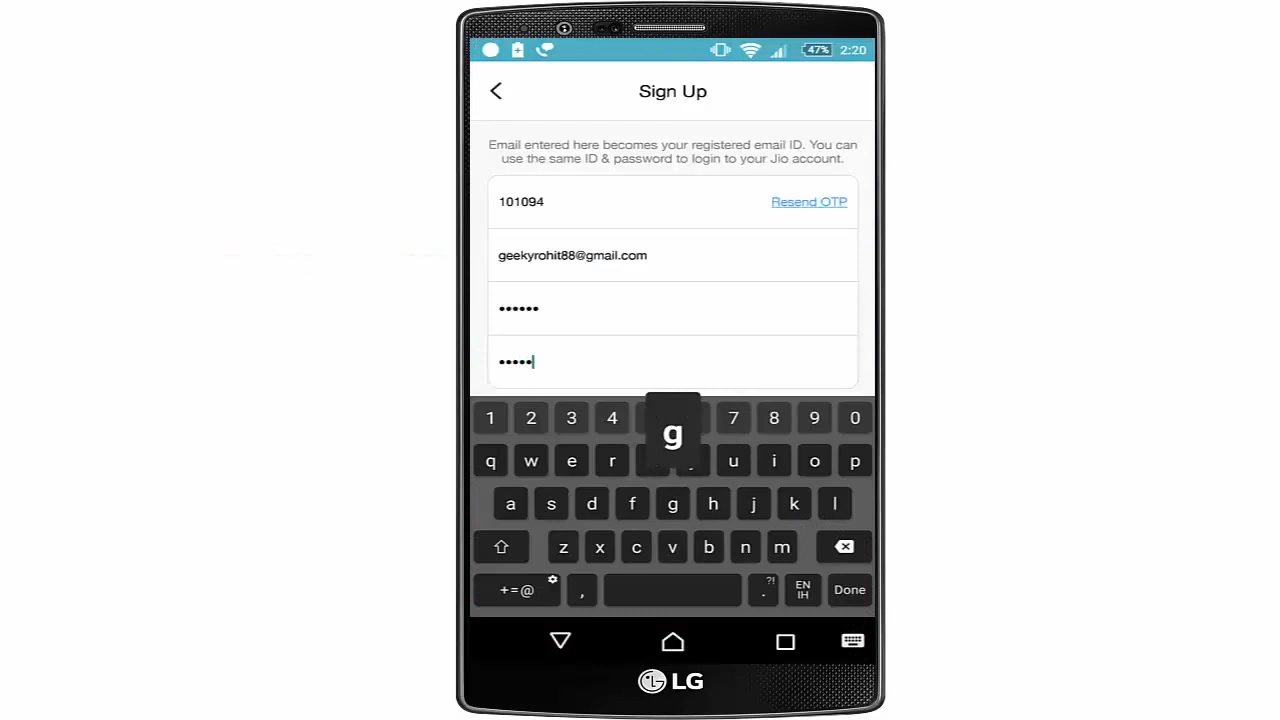 47% 2:20
Sign Up
Email entered here becomes your registered email ID. You can
use the same ID & password to login to your Jio account.
101094 Resend OTP
geekyrohit88@gmail.com
••••••
•••••
1 2 3 4 7 8 9 0
g
q w e r u i o p
a s d f g h j k l
z x c v b n m
+=@ , . ?! EN IH Done
LG